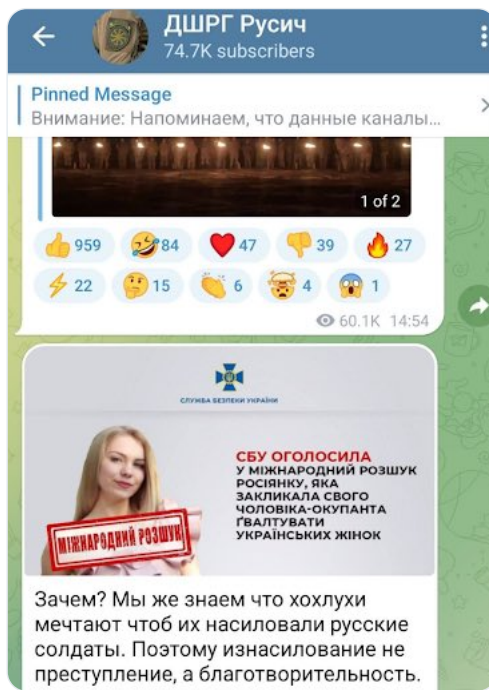 ДШРГ Русич
74.7K subscribers
Pinned Message
Внимание: Напоминаем, что данные каналы...
1 of 2
959 84 47 39 27
22 15 6 4 1
60.1K 14:54
СЛУЖБА БЕЗПЕКИ УКРАЇНИ
СБУ ОГОЛОСИЛА
У МІЖНАРОДНИЙ РОЗШУК
РОСІЯНКУ, ЯКА
ЗАКЛИКАЛА СВОГО
ЧОЛОВІКА-ОКУПАНТА
ҐВАЛТУВАТИ
УКРАЇНСЬКИХ ЖІНОК
МІЖНАРОДНИЙ РОЗШУК
Зачем? Мы же знаем что хохлухи
мечтают чтоб их насиловали русские
солдаты. Поэтому изнасилование не
преступление, а благотворительность.